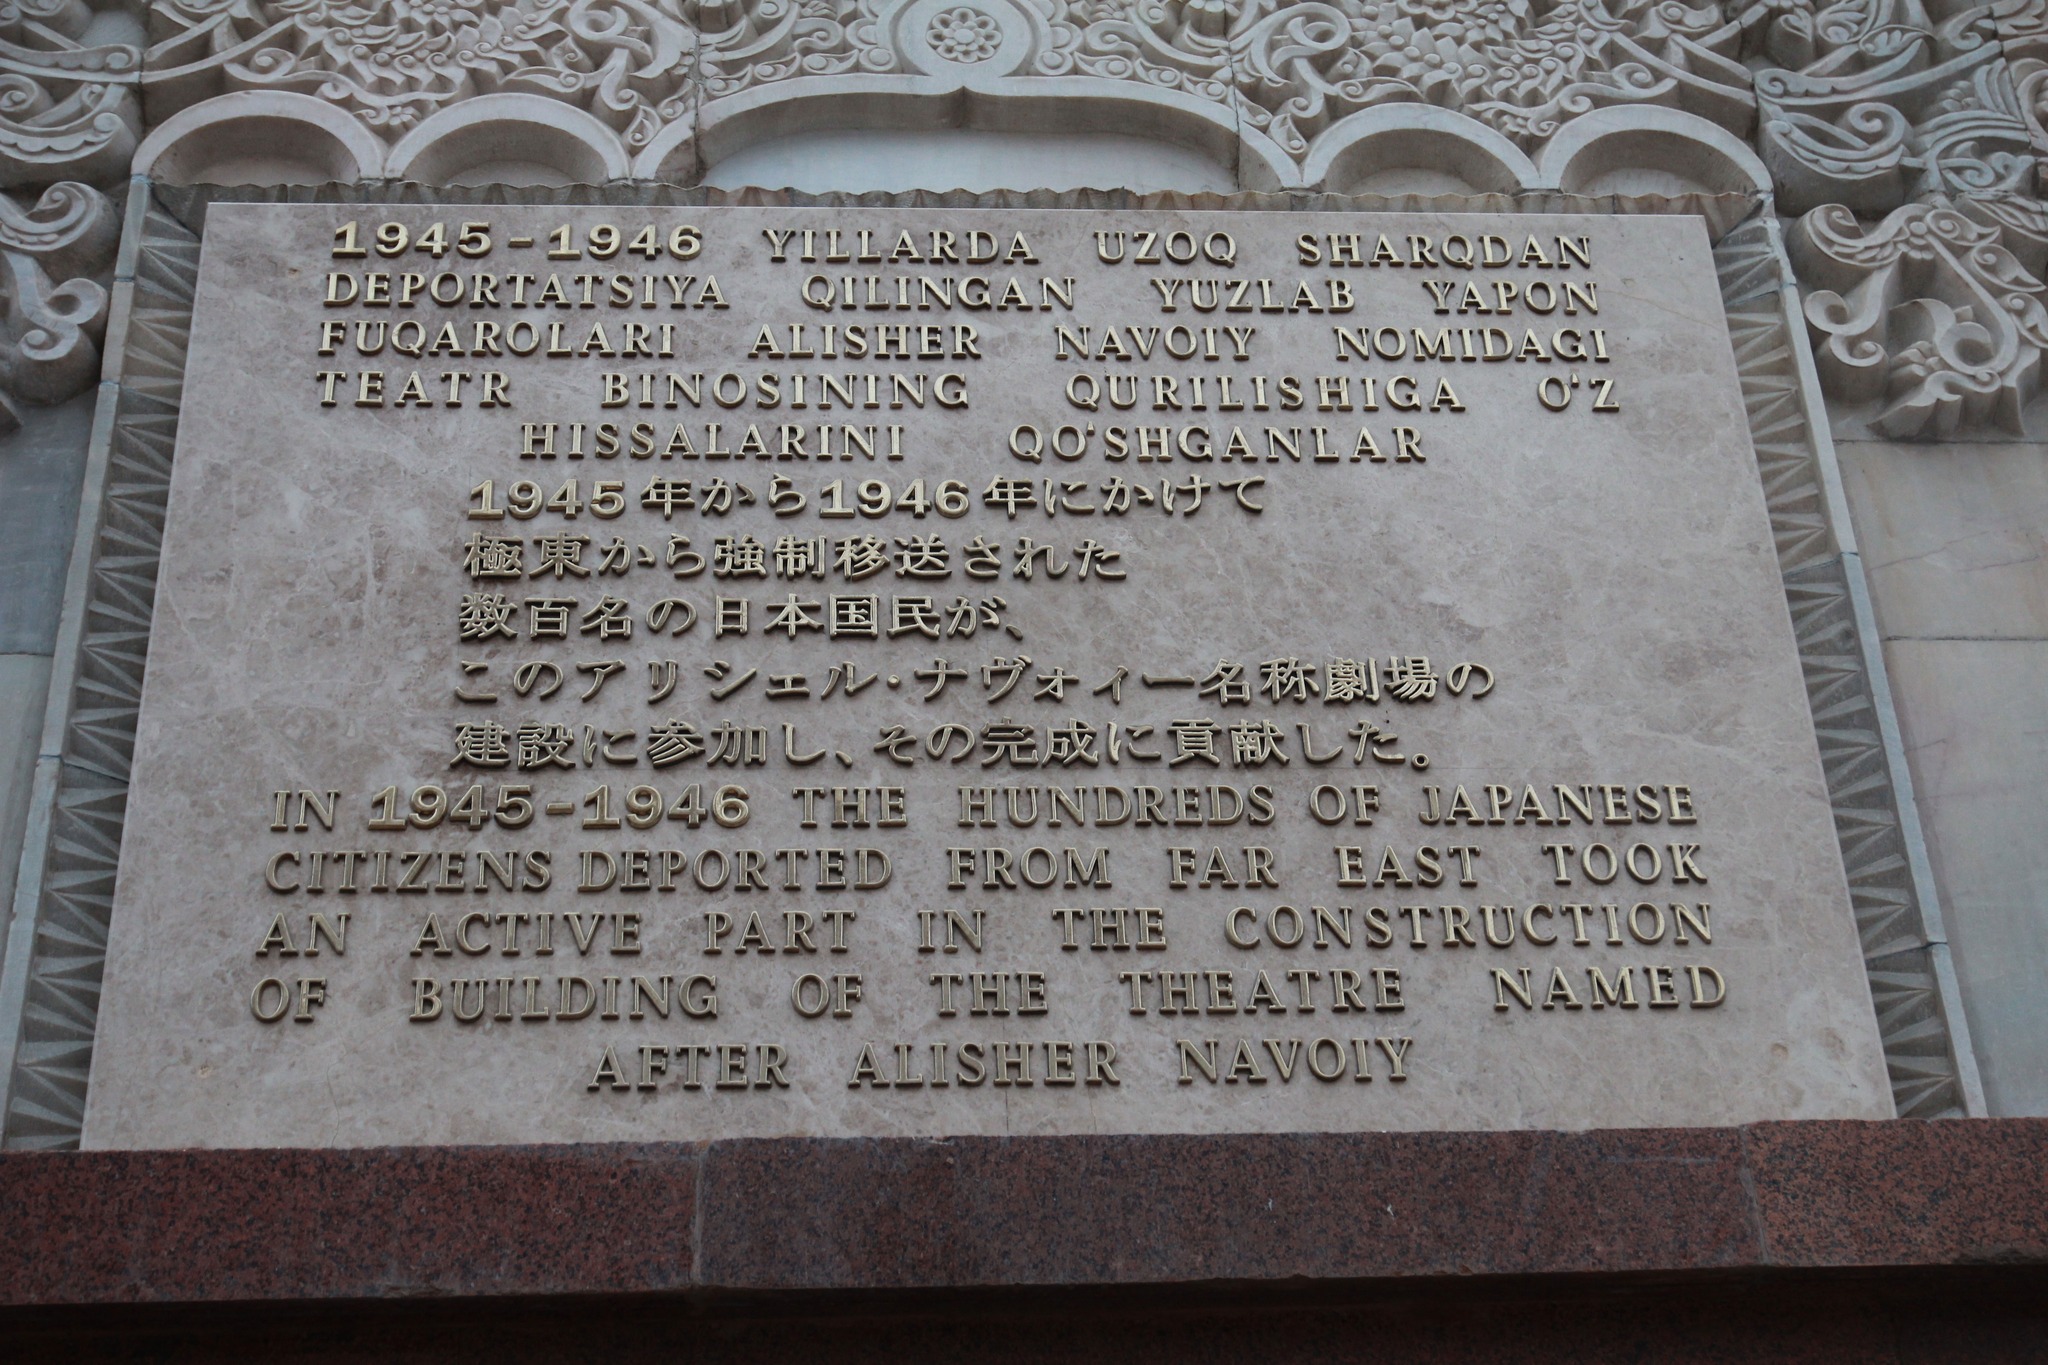 1945-1946 YILLARDA UZOQ SHARQDAN
DEPORTATSIYA QILINGAN YUZLAB YAPON
FUQAROLARI ALISHER NAVOIY NOMIDAGI
TEATR BINOSINING QURILISHIGA O‘Z
HISSALARINI QO‘SHGANLAR
1945年から1946年にかけて
極東から強制移送された
数百名の日本国民が、
このアリシェル・ナヴォィー名称劇場の
建設に参加し、その完成に貢献した。
IN 1945-1946 THE HUNDREDS OF JAPANESE
CITIZENS DEPORTED FROM FAR EAST TOOK
AN ACTIVE PART IN THE CONSTRUCTION
OF BUILDING OF THE THEATRE NAMED
AFTER ALISHER NAVOIY